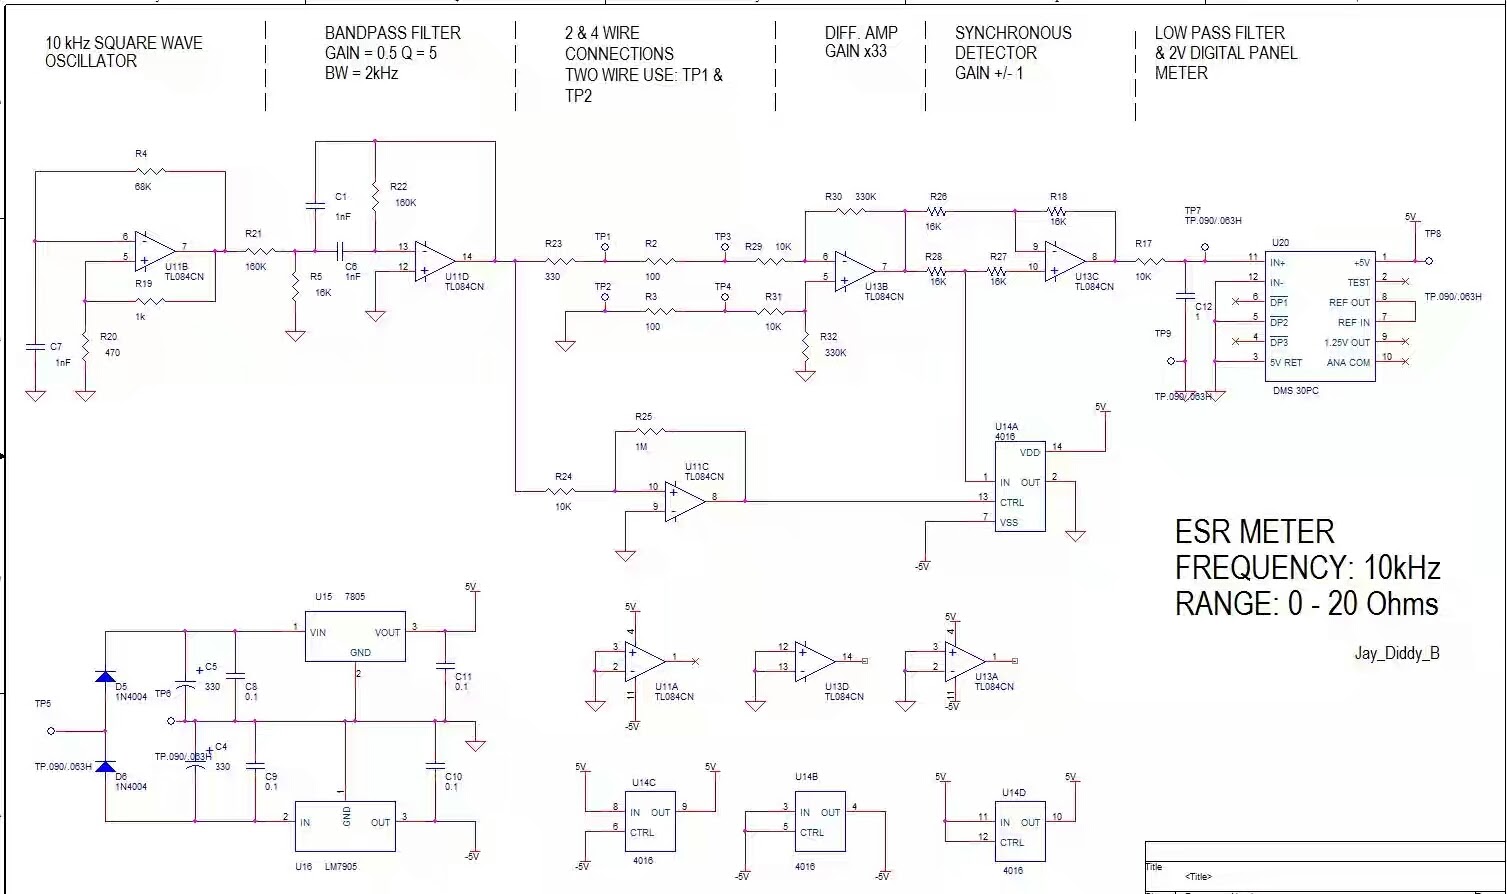 10 kHz SQUARE WAVE
OSCILLATOR
BANDPASS FILTER
GAIN = 0.5 Q = 5
BW = 2kHz
2 & 4 WIRE
CONNECTIONS
TWO WIRE USE: TP1 &
TP2
DIFF. AMP
GAIN x33
SYNCHRONOUS
DETECTOR
GAIN +/- 1
LOW PASS FILTER
& 2V DIGITAL PANEL
METER
R4
68K
6
5
7
-
+
U11B
TL084CN
R19
1k
R20
470
C7
1nF
R21
160K
R5
16K
C1
1nF
C6
1nF
R22
160K
13
12
14
-
+
U11D
TL084CN
R23
330
TP1
R2
100
TP3
R29
10K
TP2
R3
100
TP4
R31
10K
R32
330K
R30
330K
6
5
7
-
+
U13B
TL084CN
R26
16K
R28
16K
R27
16K
R18
16K
9
10
8
-
+
U13C
TL084CN
R17
10K
TP7
TP.090/.063H
C12
1
TP9
TP.090/.063H
U20
11
IN+
12
IN-
6
DP1
5
DP2
4
DP3
3
5V RET
+5V
1
TEST
2
REF OUT
8
REF IN
7
1.25V OUT
9
ANA COM
10
DMS 30PC
5V
TP8
TP.090/.063H
R24
10K
R25
1M
10
9
8
+
-
U11C
TL084CN
U14A
4016
VDD
14
1
IN
OUT
2
13
CTRL
7
VSS
5V
-5V
ESR METER
FREQUENCY: 10kHz
RANGE: 0 - 20 Ohms
Jay_Diddy_B
TP5
TP.090/.063H
D5
1N4004
D6
1N4004
C5
+
330
C8
0.1
TP6
TP.090/.063H
C4
+
330
C9
0.1
U15
7805
1
VIN
VOUT
3
GND
2
5V
C11
0.1
C10
0.1
1
GND
2
IN
OUT
3
U16
LM7905
-5V
5V
4
3
2
1
+
-
11
U11A
TL084CN
-5V
12
13
14
+
-
U13D
TL084CN
5V
4
3
2
1
+
-
11
U13A
TL084CN
-5V
5V
U14C
5V
8
IN
OUT
9
6
CTRL
4016
-5V
U14B
3
IN
OUT
4
5
CTRL
4016
-5V
-5V
5V
U14D
5V
11
IN
OUT
10
12
CTRL
4016
Title
<Title>